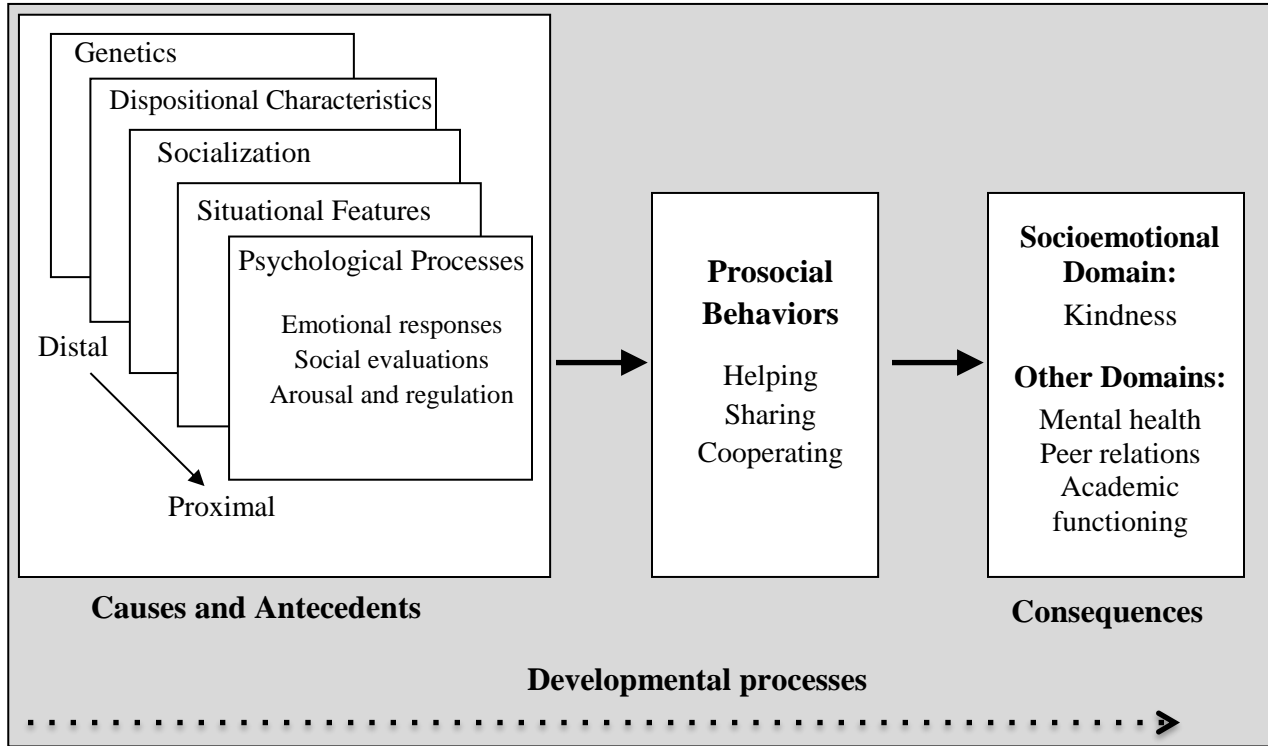 Genetics
Dispositional Characteristics
Socialization
Situational Features
Psychological Processes
Emotional responses
Social evaluations
Arousal and regulation
Distal
Proximal
Causes and Antecedents
Prosocial
Behaviors
Helping
Sharing
Cooperating
Socioemotional
Domain:
Kindness
Other Domains:
Mental health
Peer relations
Academic
functioning
Consequences
Developmental processes